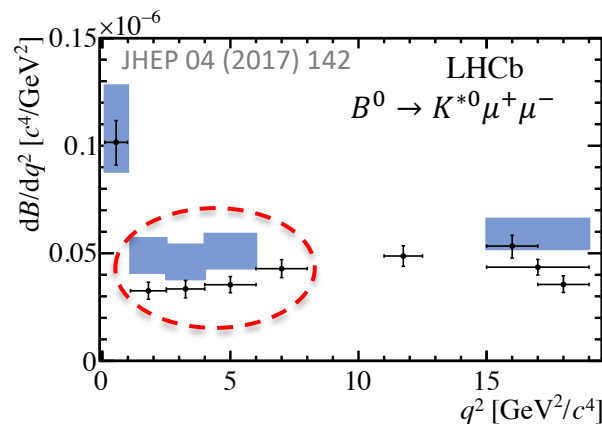 ×10⁻⁶
0.15
JHEP 04 (2017) 142
LHCb
B⁰ → K*⁰μ⁺μ⁻
dB/dq² [c⁴/GeV²]
0.1
0.05
0
0 5 10 15
q² [GeV²/c⁴]